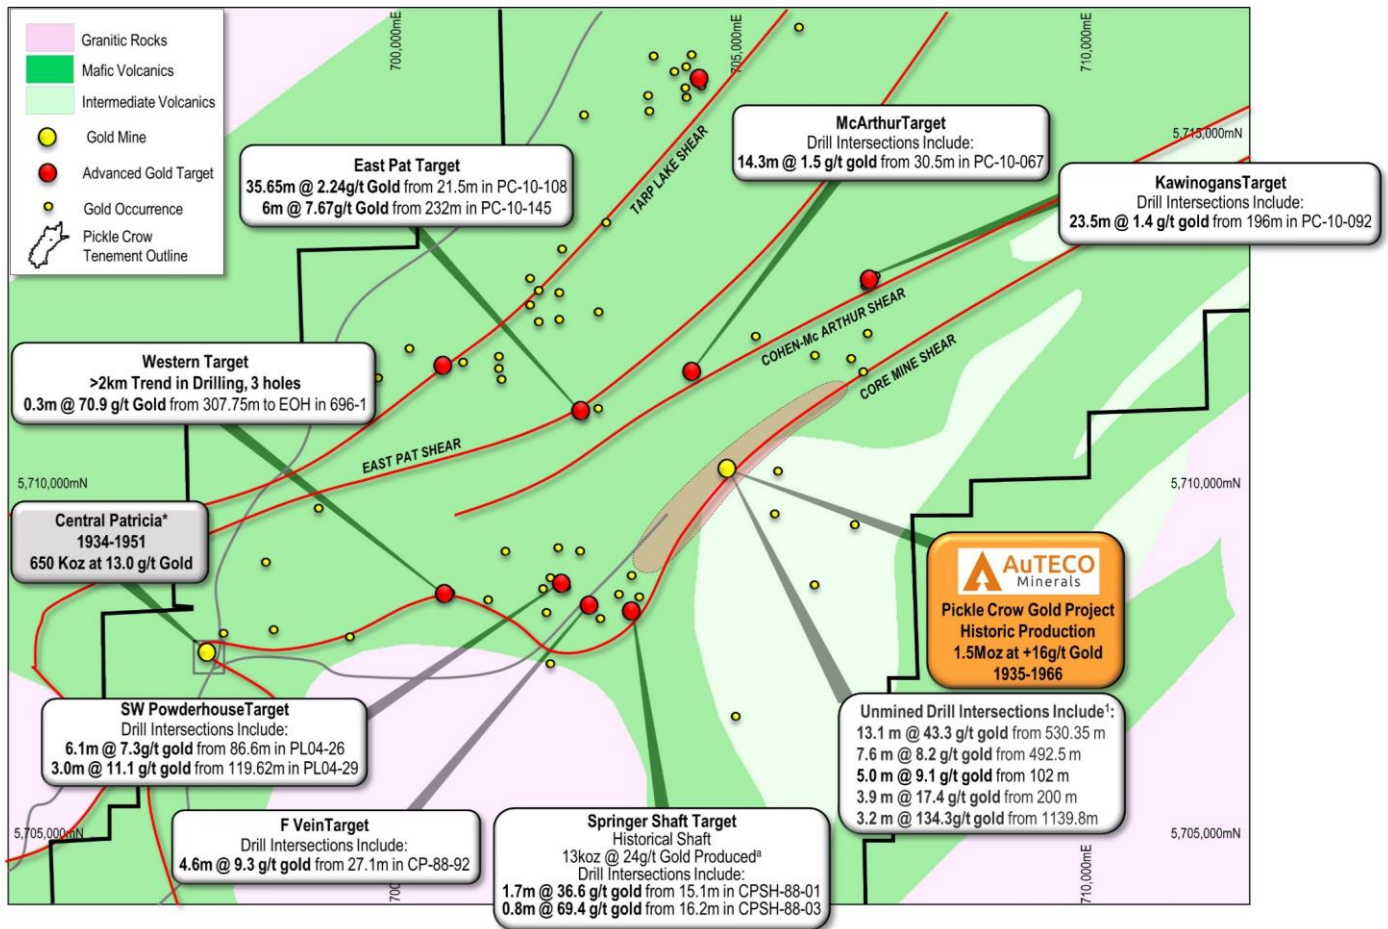 Granitic Rocks
Mafic Volcanics
Intermediate Volcanics
Gold Mine
Advanced Gold Target
Gold Occurrence
Pickle Crow
Tenement Outline
700,000mE
705,000mE
710,000mE
5,715,000mN
East Pat Target
35.65m @ 2.24g/t Gold from 21.5m in PC-10-108
6m @ 7.67g/t Gold from 232m in PC-10-145
TARP LAKE SHEAR
McArthurTarget
Drill Intersections Include:
14.3m @ 1.5 g/t gold from 30.5m in PC-10-067
KawinogansTarget
Drill Intersections Include:
23.5m @ 1.4 g/t gold from 196m in PC-10-092
COHEN-Mc ARTHUR SHEAR
CORE MINE SHEAR
Western Target
>2km Trend in Drilling, 3 holes
0.3m @ 70.9 g/t Gold from 307.75m to EOH in 696-1
EAST PAT SHEAR
5,710,000mN
5,710,000mN
Central Patricia*
1934-1951
650 Koz at 13.0 g/t Gold
AuTECO
Minerals
Pickle Crow Gold Project
Historic Production
1.5Moz at +16g/t Gold
1935-1966
SW PowderhouseTarget
Drill Intersections Include:
6.1m @ 7.3g/t gold from 86.6m in PL04-26
3.0m @ 11.1 g/t gold from 119.62m in PL04-29
Unmined Drill Intersections Include¹:
13.1 m @ 43.3 g/t gold from 530.35 m
7.6 m @ 8.2 g/t gold from 492.5 m
5.0 m @ 9.1 g/t gold from 102 m
3.9 m @ 17.4 g/t gold from 200 m
3.2 m @ 134.3g/t gold from 1139.8m
5,705,000mN
5,705,000mN
F VeinTarget
Drill Intersections Include:
4.6m @ 9.3 g/t gold from 27.1m in CP-88-92
Springer Shaft Target
Historical Shaft
13koz @ 24g/t Gold Producedª
Drill Intersections Include:
1.7m @ 36.6 g/t gold from 15.1m in CPSH-88-01
0.8m @ 69.4 g/t gold from 16.2m in CPSH-88-03
70
710,000mE